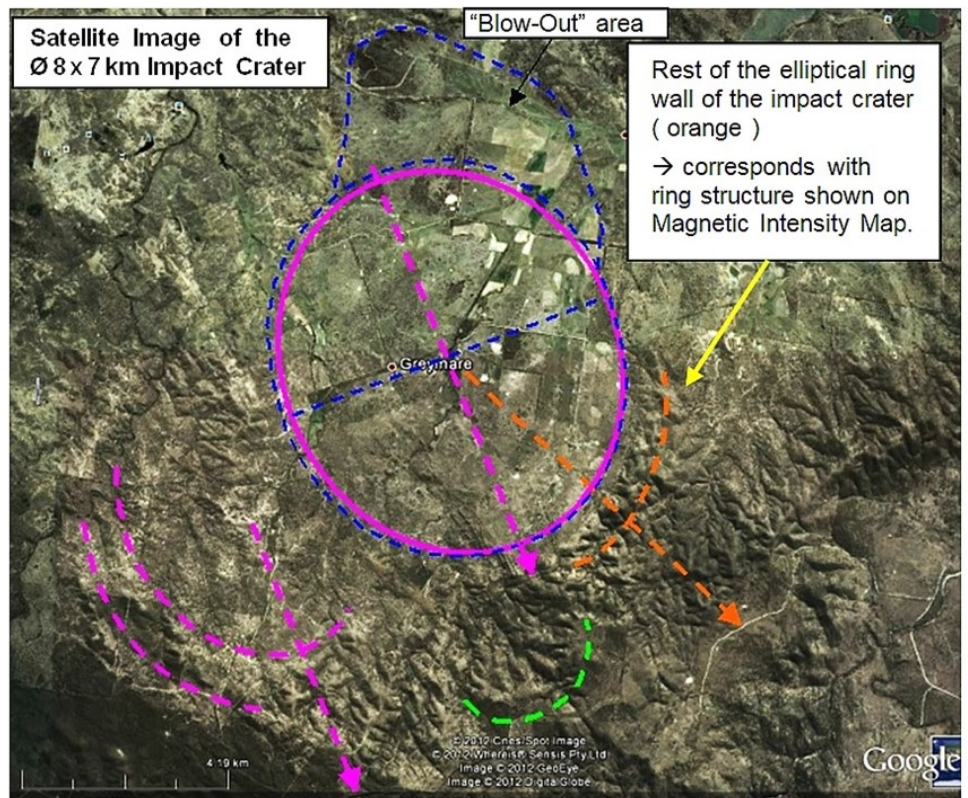 Satellite Image of the
Ø 8 x 7 km Impact Crater
“Blow-Out” area
Rest of the elliptical ring
wall of the impact crater
( orange )
→ corresponds with
ring structure shown on
Magnetic Intensity Map.
Greymare
4.19 km
© 2012 Cnes/Spot Image
© 2012 Whereis® Sensis Pty Ltd
Image © 2012 GeoEye
Image © 2012 DigitalGlobe
Google